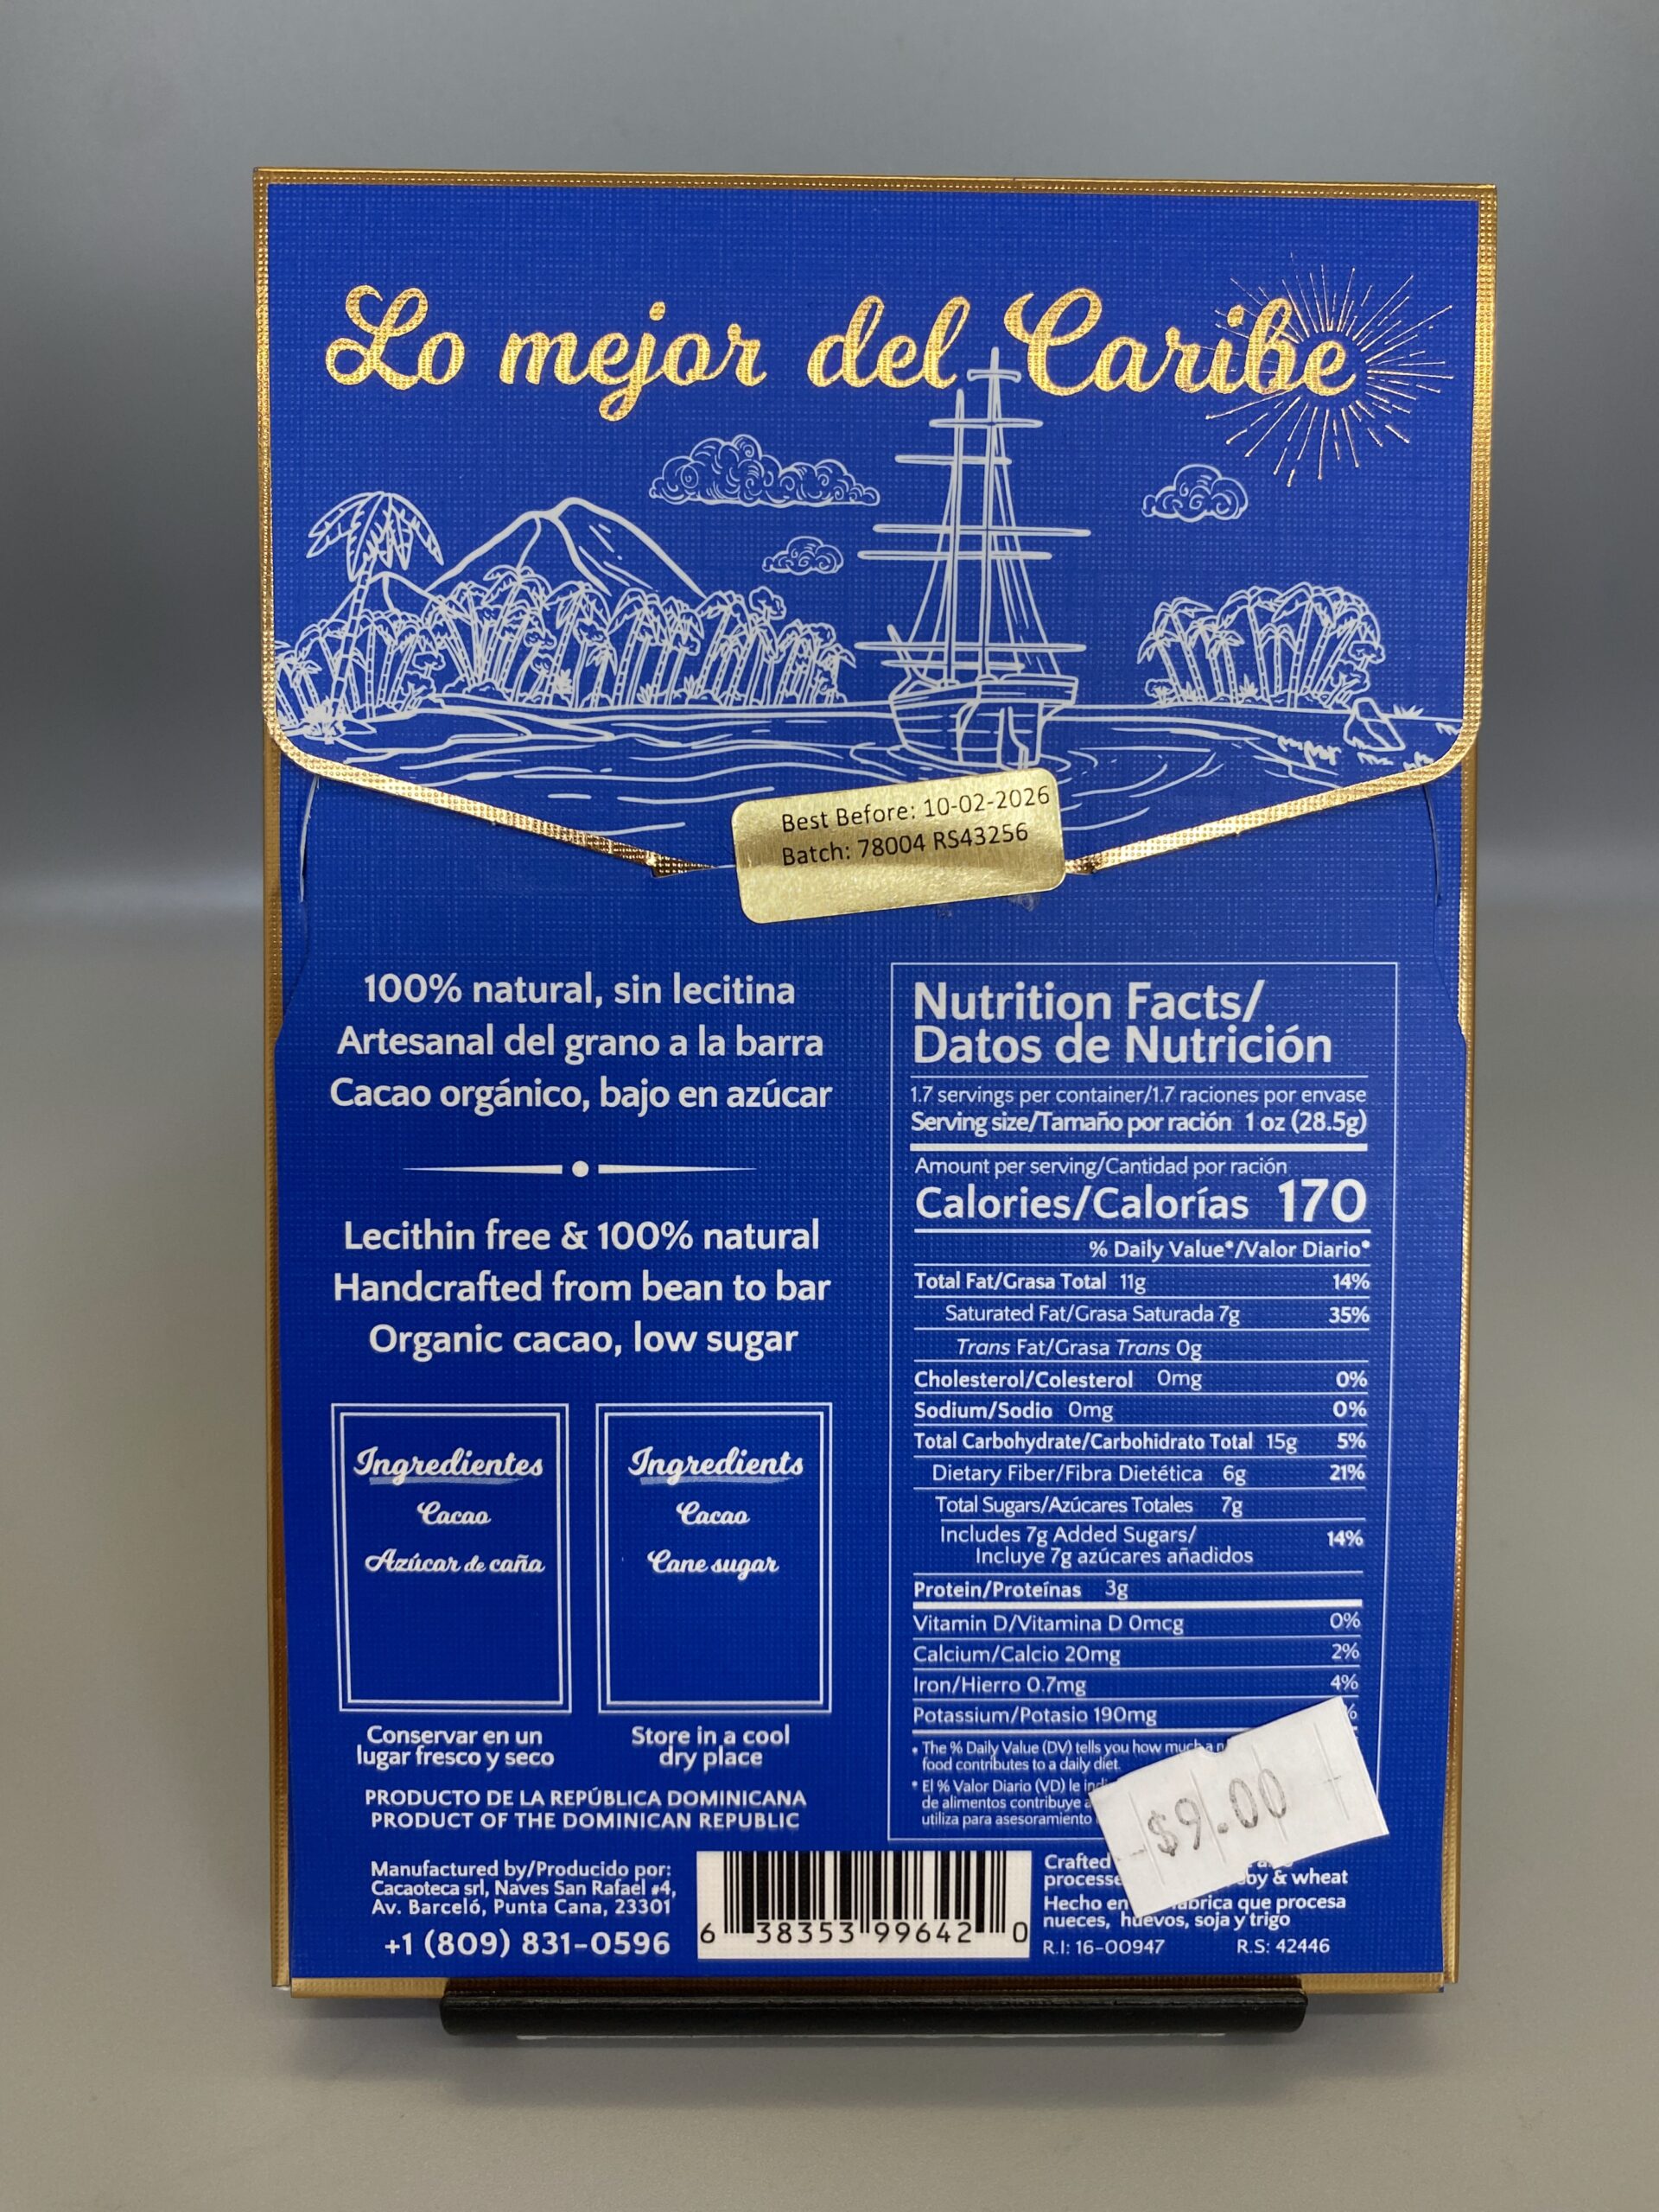 Lo mejor del Caribe
Best Before: 10-02-2026
Batch: 78004 RS43256
100% natural, sin lecitina
Artesanal del grano a la barra
Cacao orgánico, bajo en azúcar
Lecithin free & 100% natural
Handcrafted from bean to bar
Organic cacao, low sugar
Ingredientes
Cacao
Azúcar de caña
Conservar en un
lugar fresco y seco
Ingredients
Cacao
Cane sugar
Store in a cool
dry place
PRODUCTO DE LA REPÚBLICA DOMINICANA
PRODUCT OF THE DOMINICAN REPUBLIC
Manufactured by/Producido por:
Cacaoteca srl, Naves San Rafael #4,
Av. Barceló, Punta Cana, 23301
+1 (809) 831-0596
6 38353 99642 0
Nutrition Facts/
Datos de Nutrición
1.7 servings per container/1.7 raciones por envase
Serving size/Tamaño por ración 1 oz (28.5g)
Amount per serving/Cantidad por ración
Calories/Calorías 170
% Daily Value*/Valor Diario*
Total Fat/Grasa Total 11g 14%
Saturated Fat/Grasa Saturada 7g 35%
Trans Fat/Grasa Trans 0g
Cholesterol/Colesterol 0mg 0%
Sodium/Sodio 0mg 0%
Total Carbohydrate/Carbohidrato Total 15g 5%
Dietary Fiber/Fibra Dietética 6g 21%
Total Sugars/Azúcares Totales 7g
Includes 7g Added Sugars/ 14%
Incluye 7g azúcares añadidos
Protein/Proteínas 3g
Vitamin D/Vitamina D 0mcg 0%
Calcium/Calcio 20mg 2%
Iron/Hierro 0.7mg 4%
Potassium/Potasio 190mg %
* The % Daily Value (DV) tells you how much a
food contributes to a daily diet.
* El % Valor Diario (VD) le
de alimentos contribuye
utiliza para asesoramiento
$9.00
Crafted
& wheat
Hecho en que procesa
nueces, huevos, soja y trigo
R.I: 16-00947 R.S: 42446